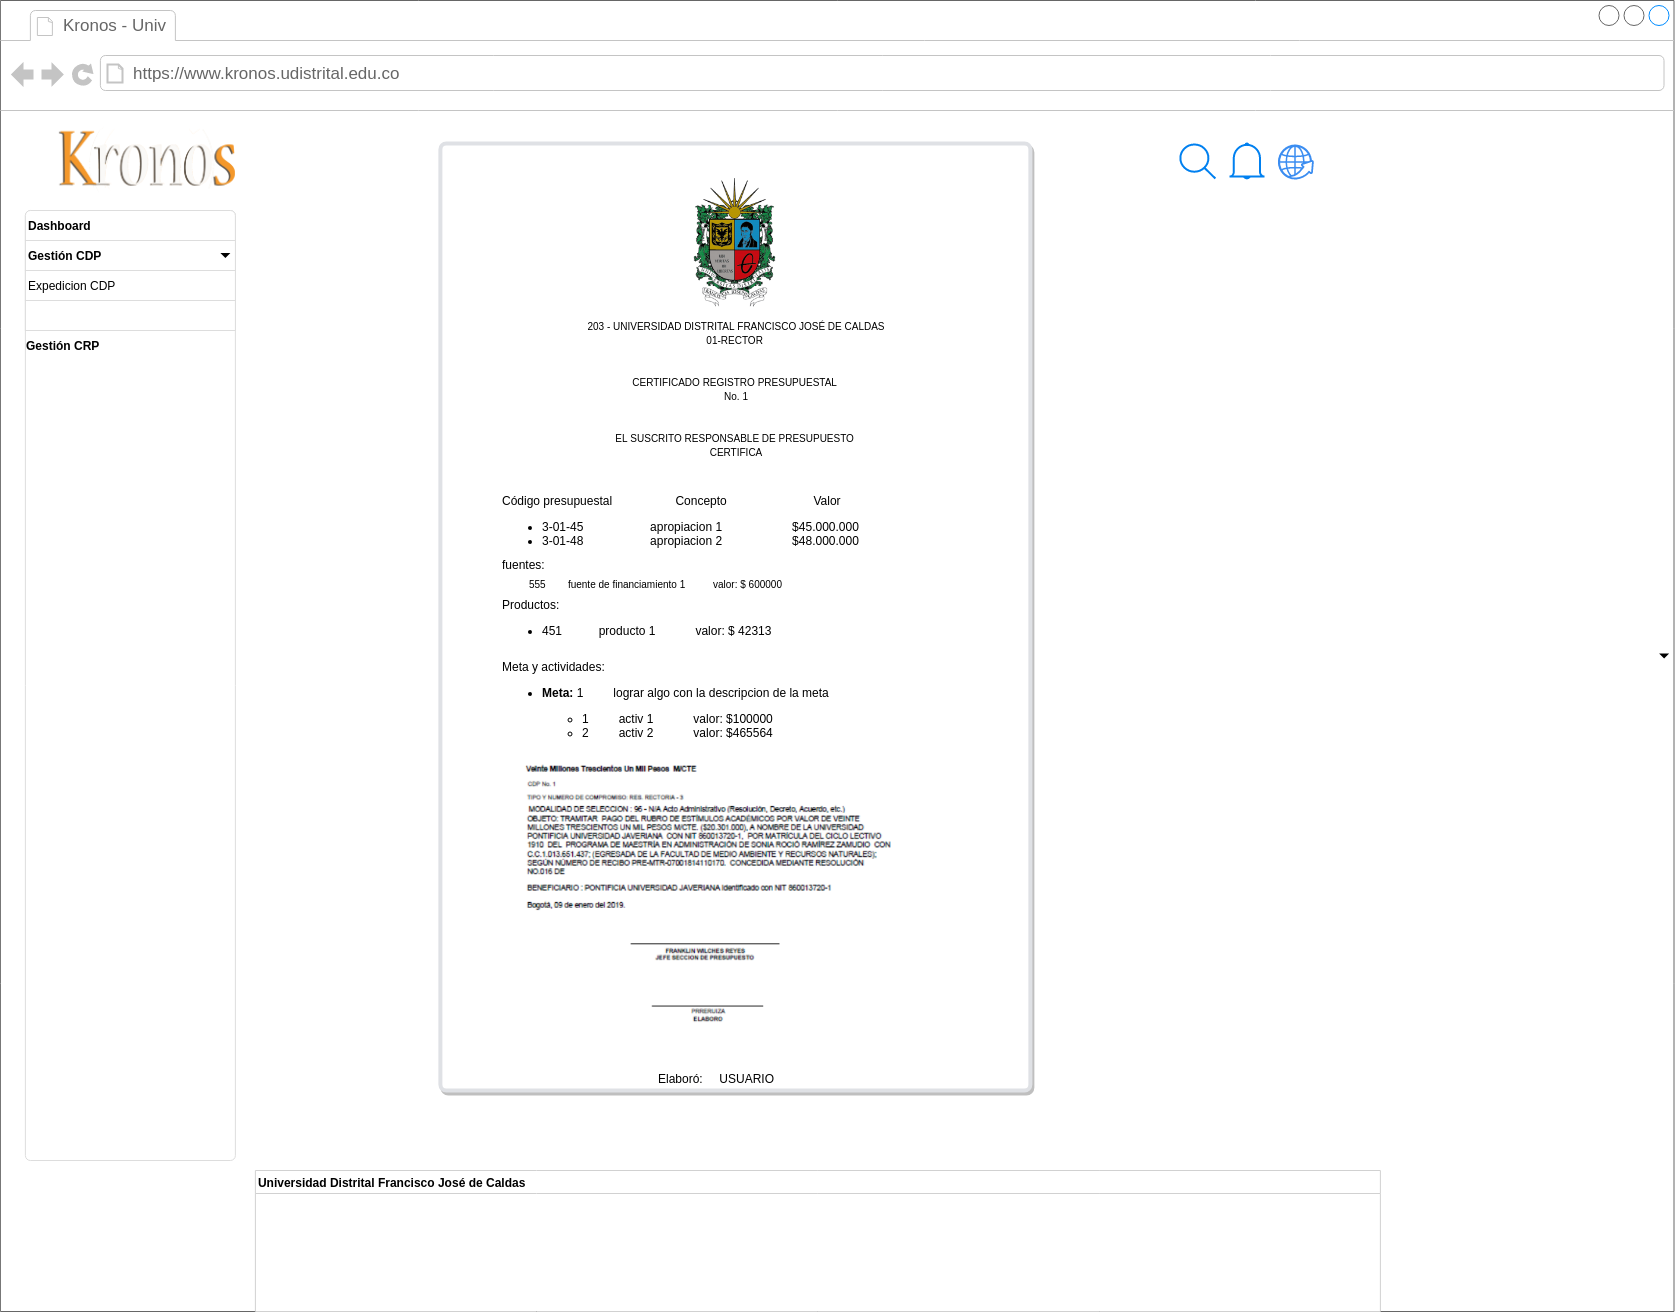 Kronos - Univ
https://www.kronos.udistrital.edu.co
Kronos
Dashboard
Gestión CDP
Expedicion CDP
Gestión CRP
203 - UNIVERSIDAD DISTRITAL FRANCISCO JOSÉ DE CALDAS
01-RECTOR
CERTIFICADO REGISTRO PRESUPUESTAL
No. 1
EL SUSCRITO RESPONSABLE DE PRESUPUESTO
CERTIFICA
Código presupuestal Concepto Valor
3-01-45 apropiacion 1 $45.000.000
3-01-48 apropiacion 2 $48.000.000
fuentes:
555 fuente de financiamiento 1 valor: $ 600000
Productos:
451 producto 1 valor: $ 42313
Meta y actividades:
Meta: 1 lograr algo con la descripcion de la meta
1 activ 1 valor: $100000
2 activ 2 valor: $465564
Veinte Millones Trescientos Un Mil Pesos M/CTE
CDP No. 1
TIPO Y NUMERO DE COMPROMISO: RES. RECTORIA - 3
MODALIDAD DE SELECCION : 96 - N/A Acto Administrativo (Resolución, Decreto, Acuerdo, etc.)
OBJETO: TRAMITAR PAGO DEL RUBRO DE ESTÍMULOS ACADÉMICOS POR VALOR DE VEINTE
MILLONES TRESCIENTOS UN MIL PESOS M/CTE. ($20.301.000), A NOMBRE DE LA UNIVERSIDAD
PONTIFICIA UNIVERSIDAD JAVERIANA CON NIT 860013720-1, POR MATRÍCULA DEL CICLO LECTIVO
1910 DEL PROGRAMA DE MAESTRÍA EN ADMINISTRACIÓN DE SONIA ROCIÓ RAMÍREZ ZAMUDIO CON
C.C.1.013.651.437; (EGRESADA DE LA FACULTAD DE MEDIO AMBIENTE Y RECURSOS NATURALES);
SEGÚN NÚMERO DE RECIBO PRE-MTR-07001814110170. CONCEDIDA MEDIANTE RESOLUCIÓN
NO.016 DE
BENEFICIARIO : PONTIFICIA UNIVERSIDAD JAVERIANA identificado con NIT 860013720-1
Bogotá, 09 de enero del 2019.
FRANKLIN WILCHES REYES
JEFE SECCION DE PRESUPUESTO
PRRERUIZA
ELABORO
Elaboró: USUARIO
Universidad Distrital Francisco José de Caldas